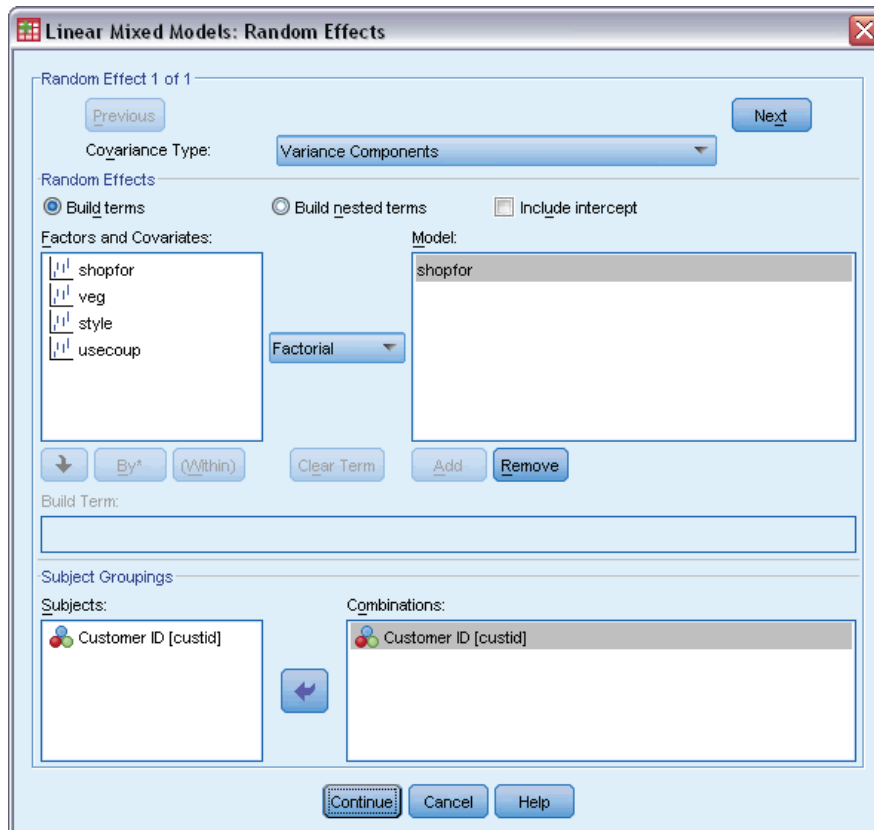 Linear Mixed Models: Random Effects
Random Effect 1 of 1
Previous
Next
Covariance Type:
Variance Components
Random Effects
Build terms
Build nested terms
Include intercept
Factors and Covariates:
Model:
shopfor
veg
style
usecoup
Factorial
shopfor
By*
(Within)
Clear Term
Add
Remove
Build Term:
Subject Groupings
Subjects:
Combinations:
Customer ID [custid]
Customer ID [custid]
Continue
Cancel
Help